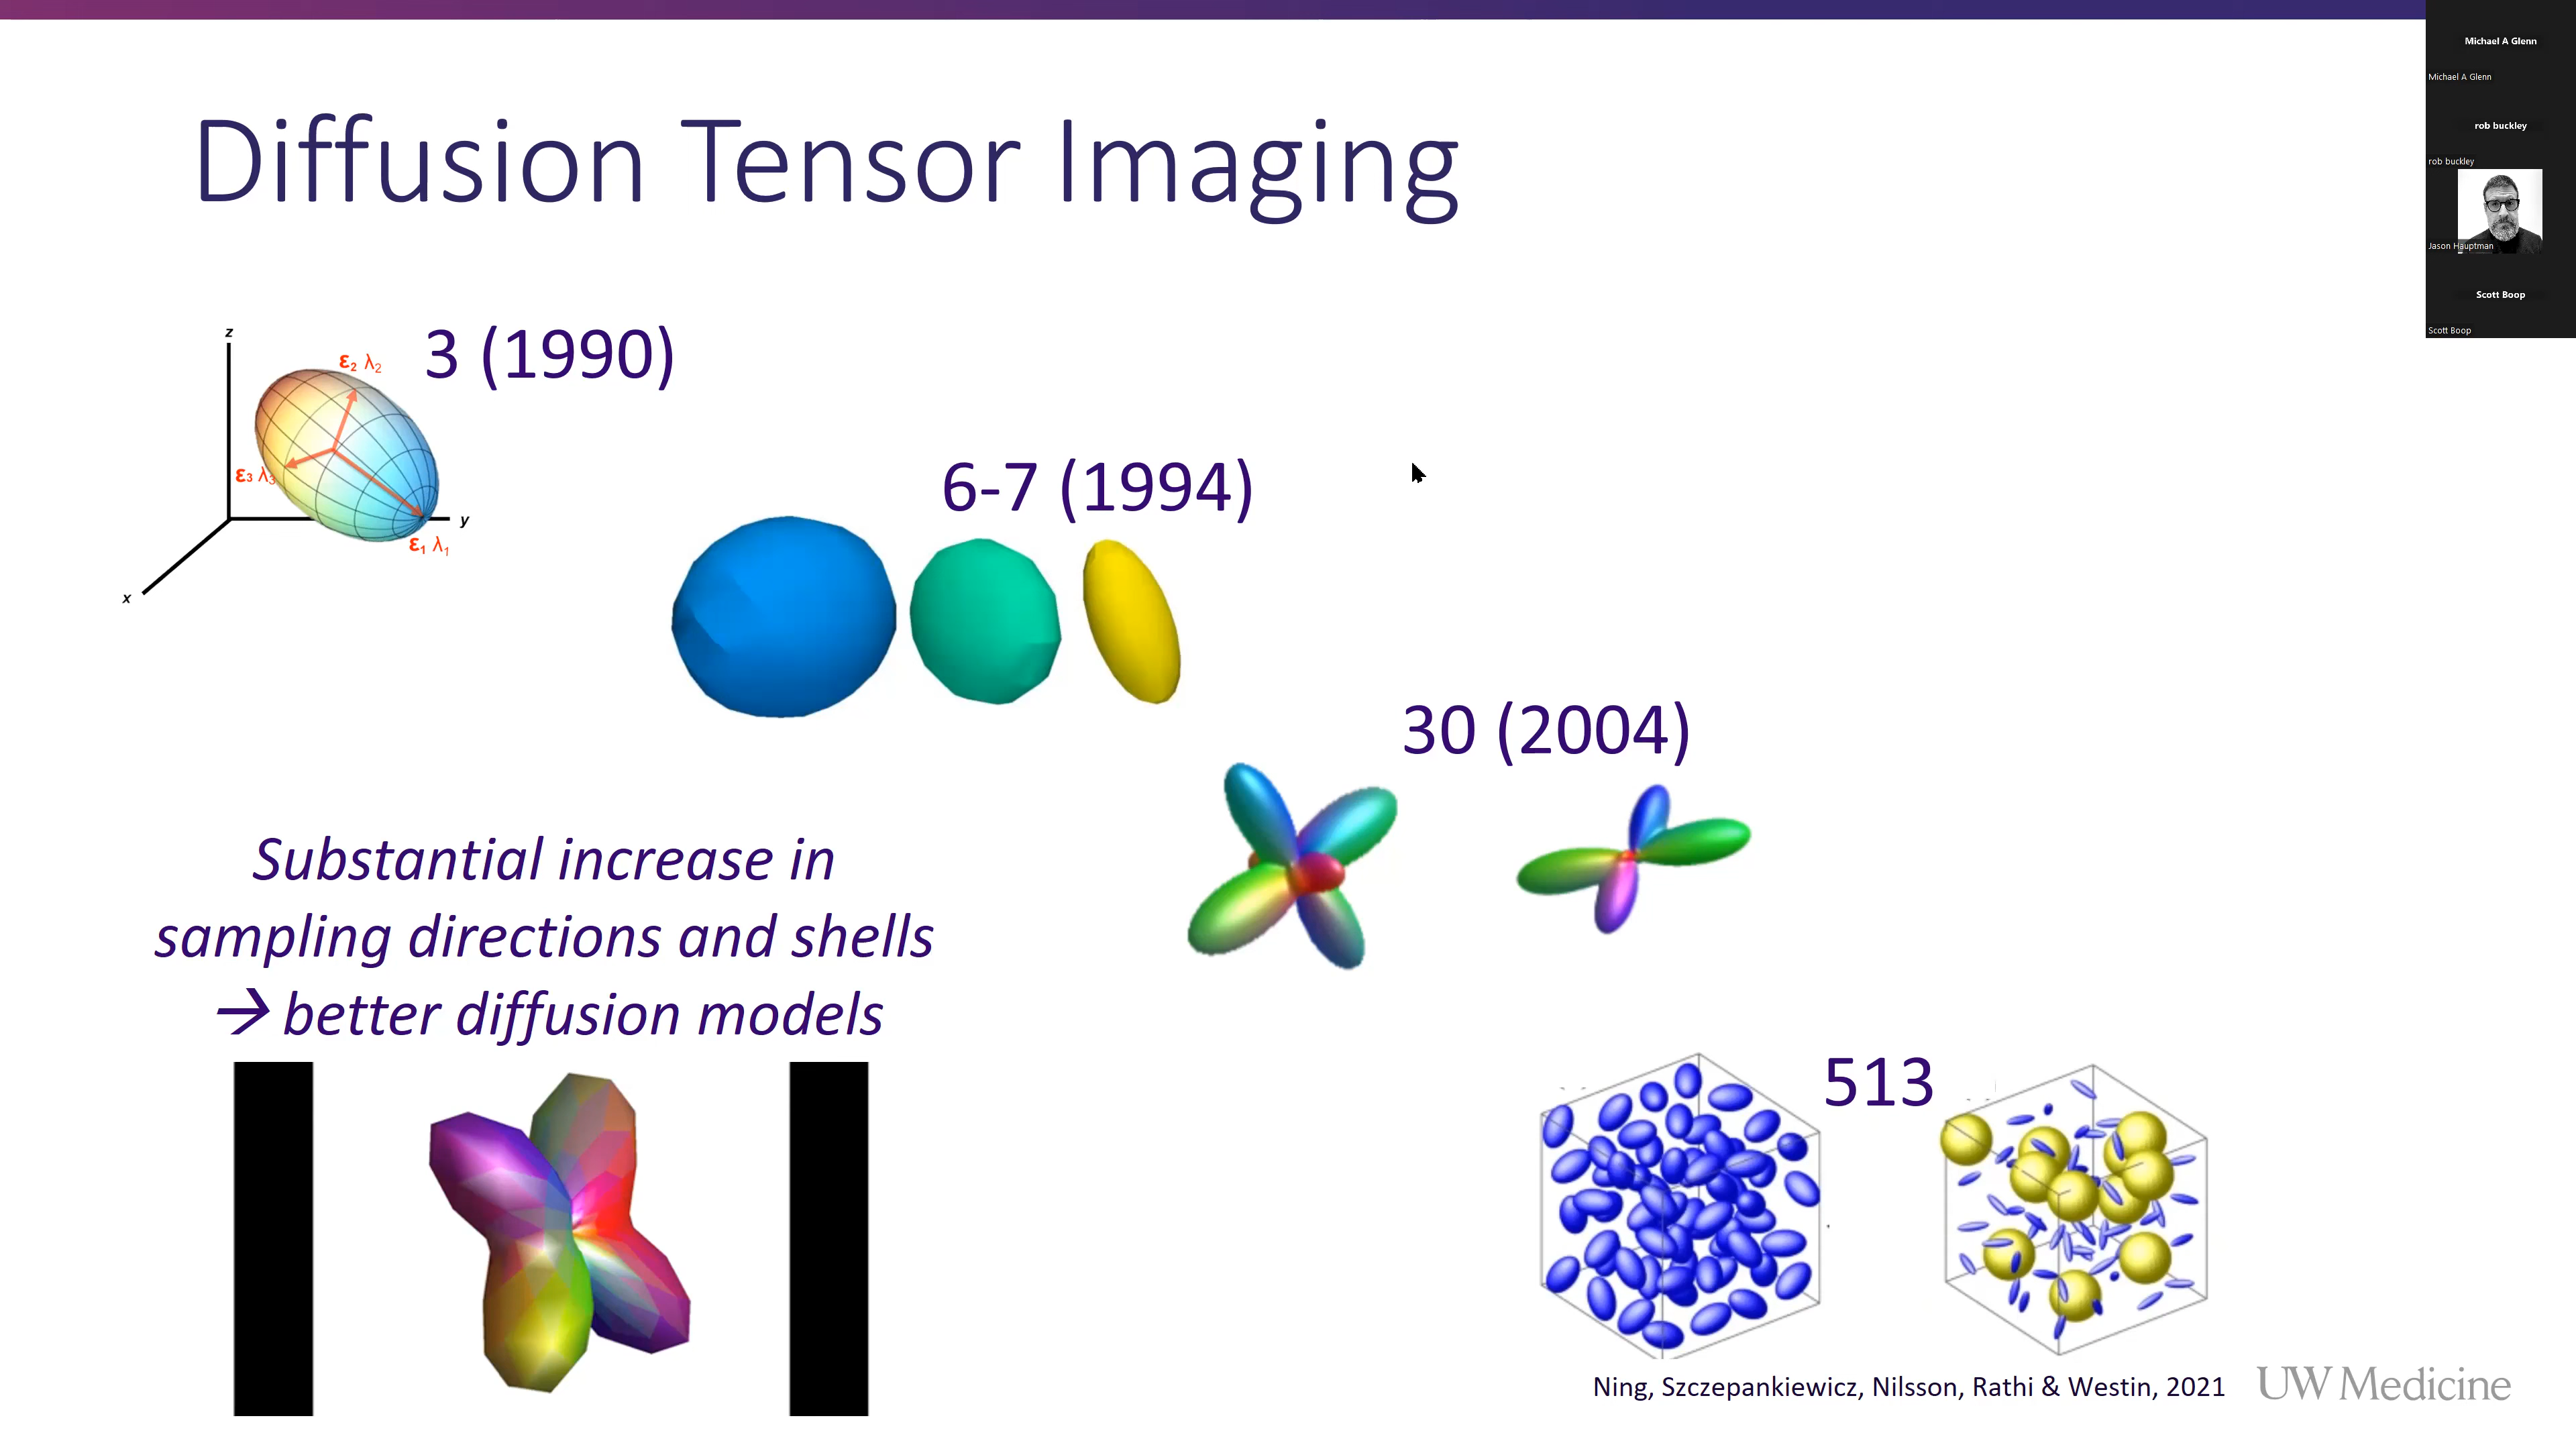 Diffusion Tensor Imaging
z
ε2 λ2
ε3 λ3
y
ε1 λ1
x
3 (1990)
6-7 (1994)
30 (2004)
Substantial increase in
sampling directions and shells
→ better diffusion models
513
Ning, Szczepankiewicz, Nilsson, Rathi & Westin, 2021
UW Medicine
Michael A Glenn
Michael A Glenn
rob buckley
rob buckley
Jason Hauptman
Scott Boop
Scott Boop